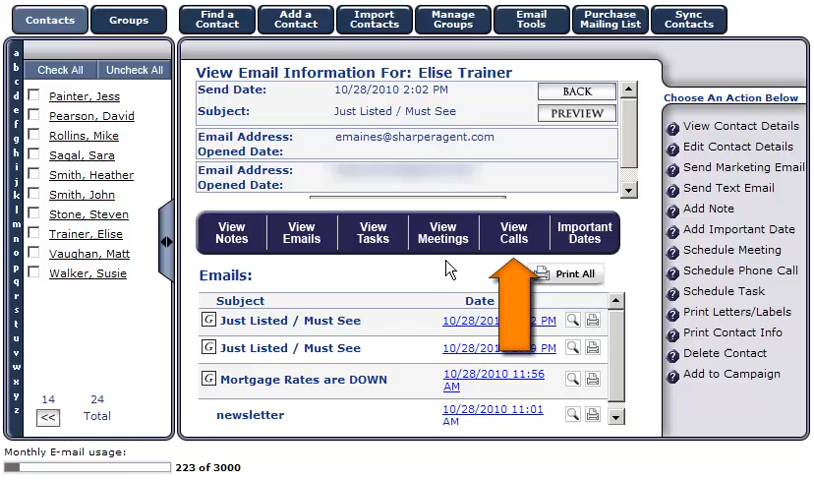 Contacts
Groups
Find a
Contact
Add a
Contact
Import
Contacts
Manage
Groups
Email
Tools
Purchase
Mailing List
Sync
Contacts
a
b
c
d
e
f
g
h
i
j
k
l
m
n
o
p
q
r
s
t
u
v
w
x
y
z
Check All
Uncheck All
Painter, Jess
Pearson, David
Rollins, Mike
Sagal, Sara
Smith, Heather
Smith, John
Stone, Steven
Trainer, Elise
Vaughan, Matt
Walker, Susie
14
24
<<
Total
View Email Information For: Elise Trainer
Send Date: 10/28/2010 2:02 PM
BACK
Subject: Just Listed / Must See
PREVIEW
Email Address: emaines@sharperagent.com
Opened Date:
Email Address:
Opened Date:
View
Notes
View
Emails
View
Tasks
View
Meetings
View
Calls
Important
Dates
Emails:
Print All
Subject
Date
G Just Listed / Must See
10/28/201 PM
G Just Listed / Must See
10/28/201 PM
G Mortgage Rates are DOWN
10/28/2010 11:56
AM
newsletter
10/28/2010 11:01
AM
Choose An Action Below
? View Contact Details
? Edit Contact Details
? Send Marketing Email
? Send Text Email
? Add Note
? Add Important Date
? Schedule Meeting
? Schedule Phone Call
? Schedule Task
? Print Letters/Labels
? Print Contact Info
? Delete Contact
? Add to Campaign
Monthly E-mail usage:
223 of 3000